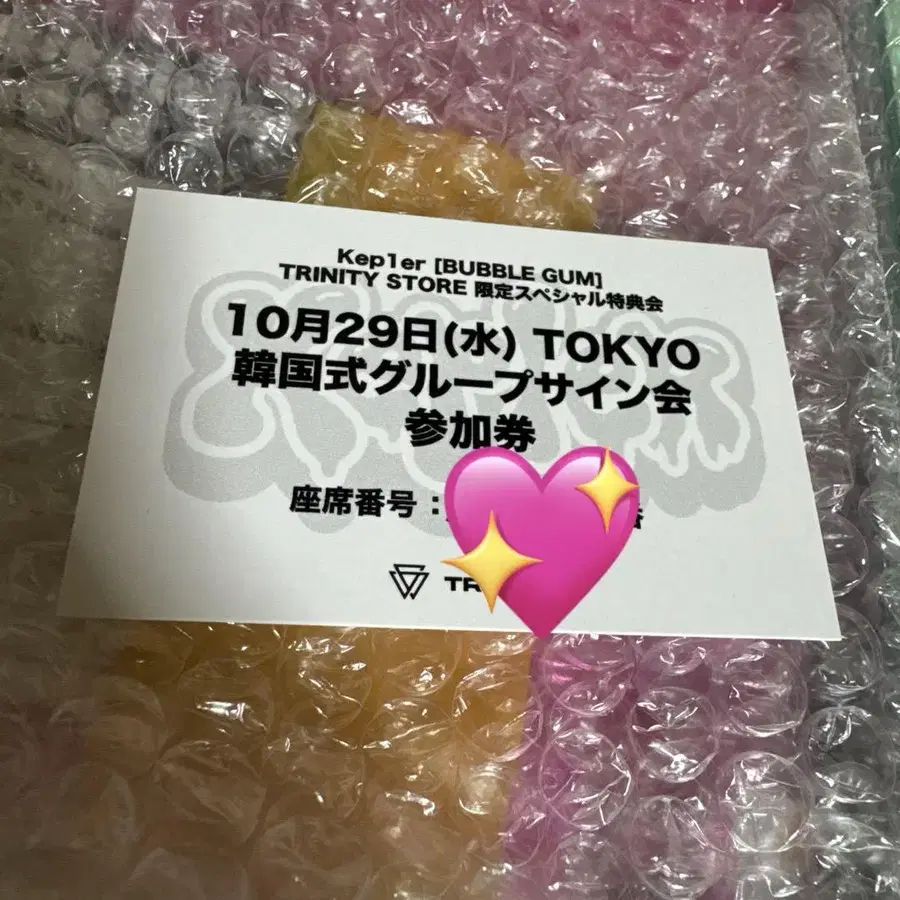 Kep1er [BUBBLE GUM]
TRINITY STORE 限定スペシャル特典会
10月29日(水) TOKYO
韓国式グループサイン会
参加券
座席番号：